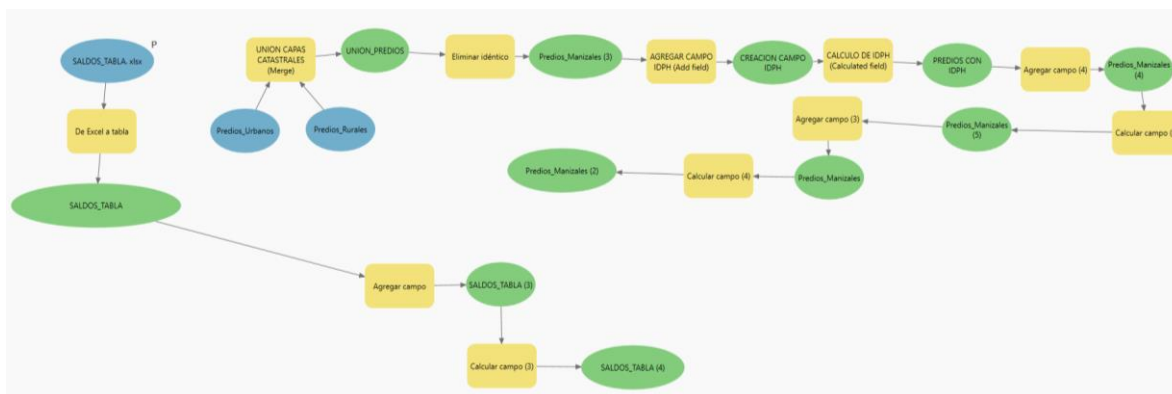 P
SALDOS_TABLA. xlsx
De Excel a tabla
SALDOS_TABLA
UNION CAPAS
CATASTRALES
(Merge)
Predios_Urbanos
Predios_Rurales
UNION_PREDIOS
Eliminar idéntico
Predios_Manizales (3)
AGREGAR CAMPO
IDPH (Add field)
CREACION CAMPO
IDPH
CALCULO DE IDPH
(Calculated field)
PREDIOS CON
IDPH
Agregar campo (4)
Predios_Manizales
(4)
Calcular campo (
Predios_Manizales
(5)
Agregar campo (3)
Predios_Manizales
Calcular campo (4)
Predios_Manizales (2)
Agregar campo
SALDOS_TABLA (3)
Calcular campo (3)
SALDOS_TABLA (4)